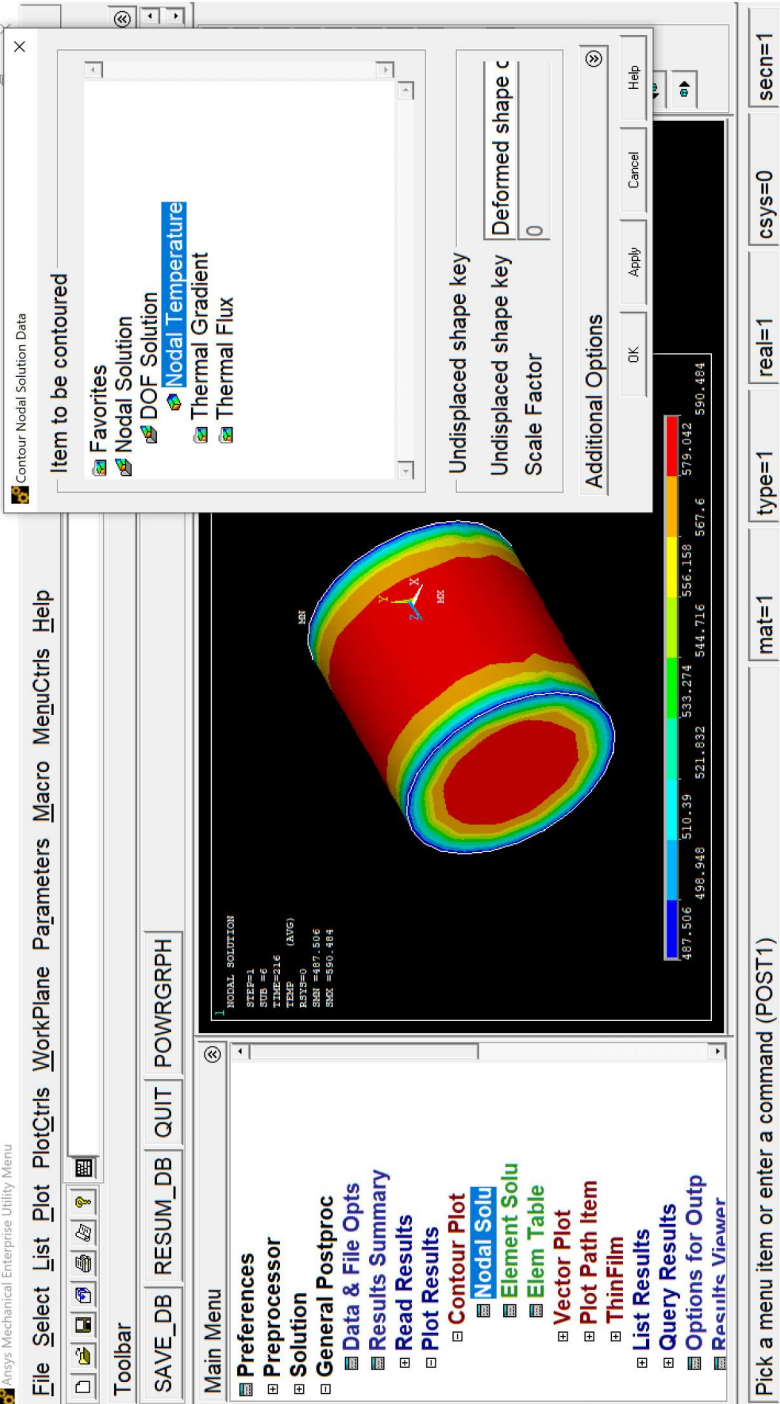 Ansys Mechanical Enterprise Utility Menu
File Select List Plot PlotCtrls WorkPlane Parameters Macro MenuCtrls Help
Toolbar
SAVE_DB RESUM_DB QUIT POWRGRPH
Main Menu
Preferences
Preprocessor
Solution
General Postproc
Data & File Opts
Results Summary
Read Results
Plot Results
Contour Plot
Nodal Solu
Element Solu
Elem Table
Vector Plot
Plot Path Item
ThinFilm
List Results
Query Results
Options for Outp
Results Viewer
1
NODAL SOLUTION
STEP=1
SUB =6
TIME=216
TEMP (AVG)
RSYS=0
SMN =487.506
SMX =590.484
MN
Y
X
Z
MX
487.506 498.948 510.39 521.832 533.274 544.716 556.158 567.6 579.042 590.484
Contour Nodal Solution Data
Item to be contoured
Favorites
Nodal Solution
DOF Solution
Nodal Temperature
Thermal Gradient
Thermal Flux
Undisplaced shape key
Undisplaced shape key Deformed shape o
Scale Factor 0
Additional Options
OK Apply Cancel Help
Pick a menu item or enter a command (POST1) mat=1 type=1 real=1 csys=0 secn=1